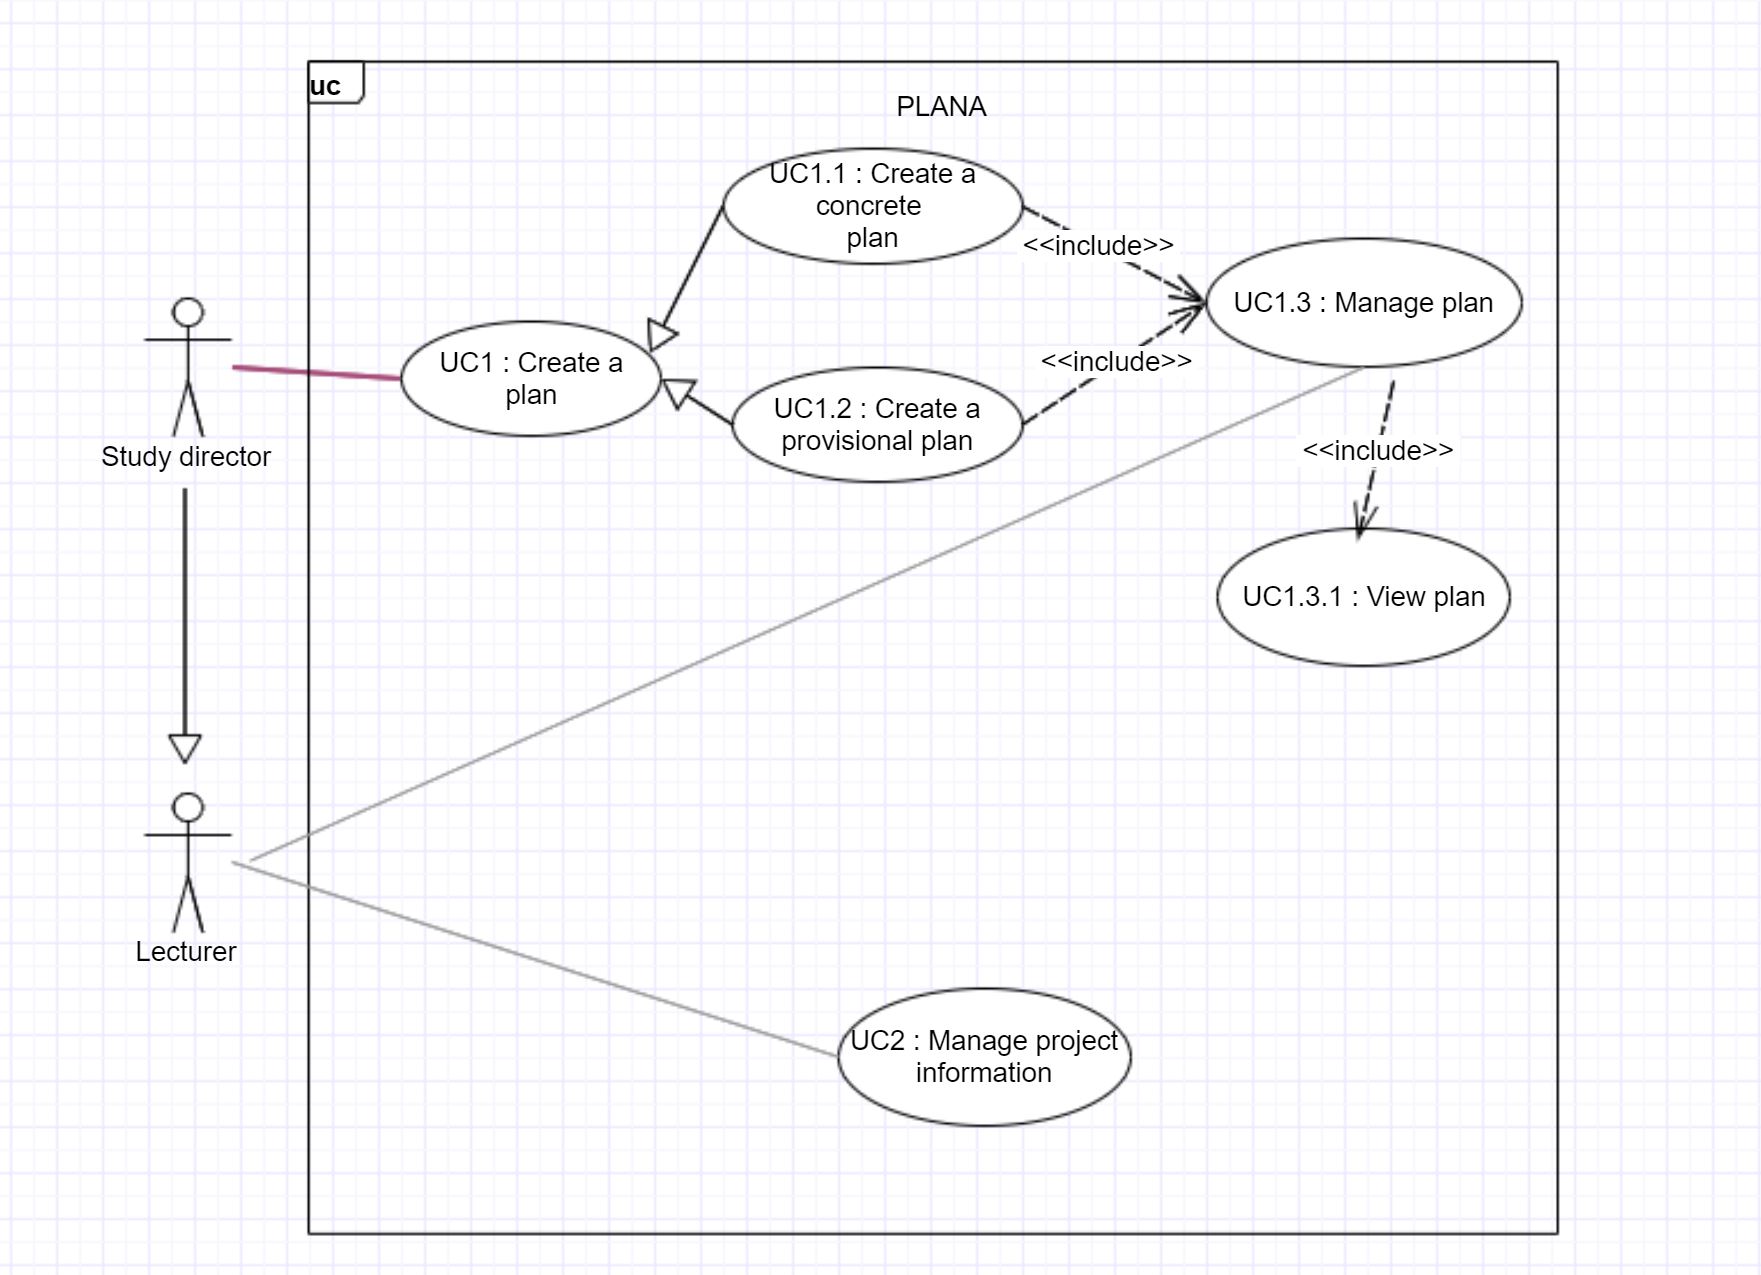 uc
PLANA
UC1.1 : Create a
concrete
plan
<<include>>
UC1.3 : Manage plan
UC1 : Create a
plan
<<include>>
UC1.2 : Create a
provisional plan
Study director
<<include>>
UC1.3.1 : View plan
Lecturer
UC2 : Manage project
information